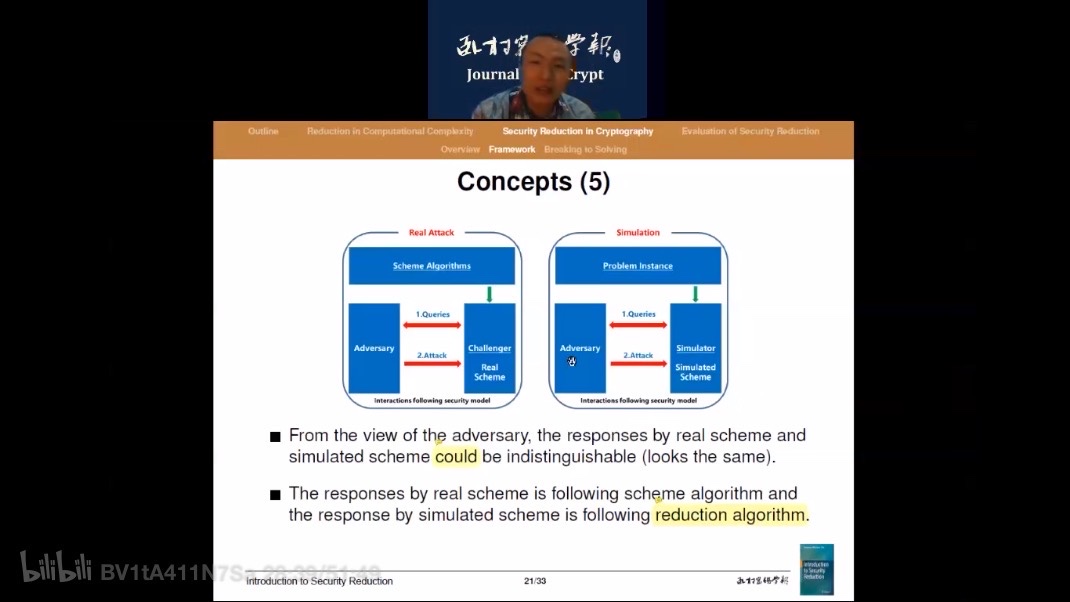 Journal
Crypt
Outline Reduction in Computational Complexity Security Reduction in Cryptography Evaluation of Security Reduction
Overview Framework Breaking to Solving
Concepts (5)
Real Attack
Scheme Algorithms
1.Queries
Adversary
2.Attack
Challenger
Real
Scheme
Interactions following security model
Simulation
Problem Instance
1.Queries
Adversary
2.Attack
Simulator
Simulated
Scheme
Interactions following security model
From the view of the adversary, the responses by real scheme and
simulated scheme could be indistinguishable (looks the same).
The responses by real scheme is following scheme algorithm and
the response by simulated scheme is following reduction algorithm.
bilibili BV1tA411N7S
Introduction to Security Reduction
21/33
Introduction
to Security
Reduction